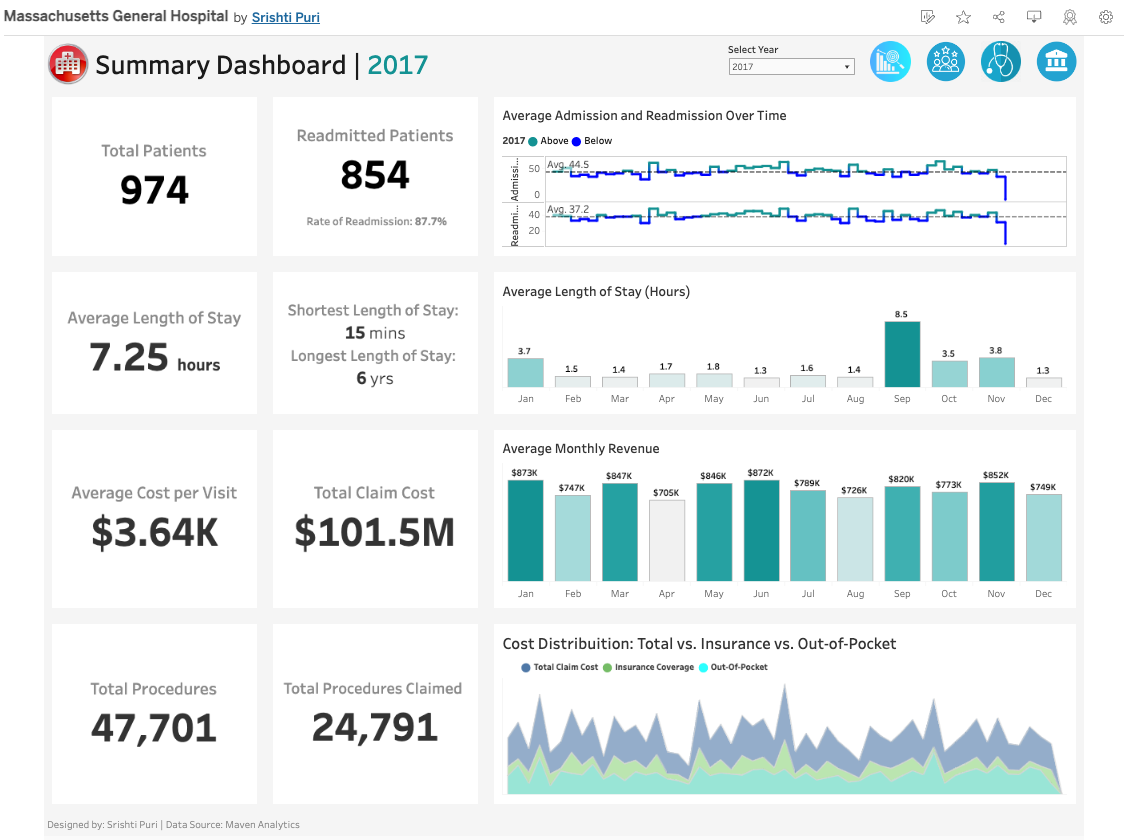 Massachusetts General Hospital by Srishti Puri
Summary Dashboard | 2017
Select Year
2017
Total Patients
974
Readmitted Patients
854
Rate of Readmission: 87.7%
Average Admission and Readmission Over Time
2017 Above Below
Admissi...
50
0
Avg. 44.5
Readmi...
40
20
Avg. 37.2
Average Length of Stay
7.25 hours
Shortest Length of Stay:
15 mins
Longest Length of Stay:
6 yrs
Average Length of Stay (Hours)
3.7 1.5 1.4 1.7 1.8 1.3 1.6 1.4 8.5 3.5 3.8 1.3
Jan Feb Mar Apr May Jun Jul Aug Sep Oct Nov Dec
Average Cost per Visit
$3.64K
Total Claim Cost
$101.5M
Average Monthly Revenue
$873K $747K $847K $705K $846K $872K $789K $726K $820K $773K $852K $749K
Jan Feb Mar Apr May Jun Jul Aug Sep Oct Nov Dec
Total Procedures
47,701
Total Procedures Claimed
24,791
Cost Distribuition: Total vs. Insurance vs. Out-of-Pocket
Total Claim Cost Insurance Coverage Out-Of-Pocket
Designed by: Srishti Puri | Data Source: Maven Analytics